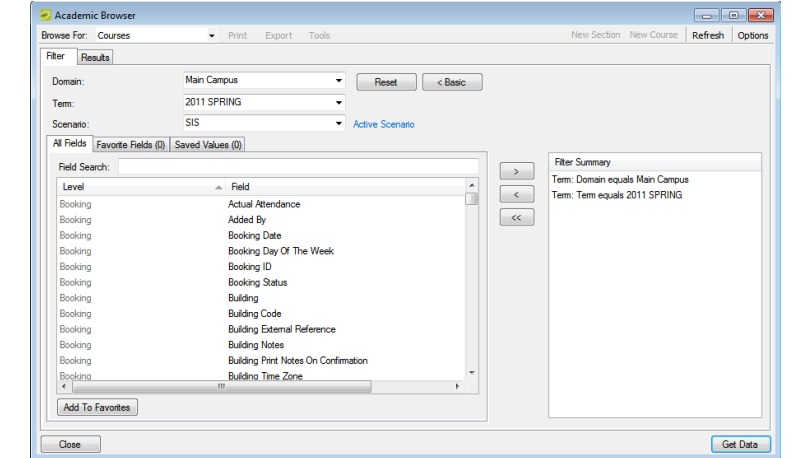 Academic Browser
Browse For: Courses Print Export Tools New Section New Course Refresh Options
Filter Results
Domain: Main Campus Reset < Basic
Term: 2011 SPRING
Scenario: SIS Active Scenario
All Fields Favorite Fields (0) Saved Values (0)
Field Search:
Level Field
Booking Actual Attendance
Booking Added By
Booking Booking Date
Booking Booking Day Of The Week
Booking Booking ID
Booking Booking Status
Booking Building
Booking Building Code
Booking Building External Reference
Booking Building Notes
Booking Building Print Notes On Confirmation
Booking Building Time Zone
Add To Favorites
>
<
<<
Filter Summary
Term: Domain equals Main Campus
Term: Term equals 2011 SPRING
Close Get Data